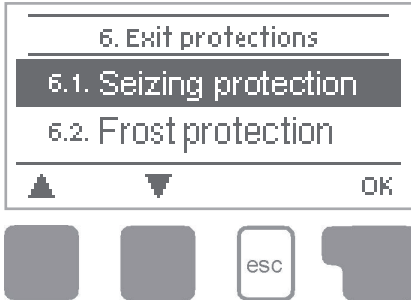 6. Exit protections
6.1. Seizing protection
6.2. Frost protection
▲ ▼ OK
esc